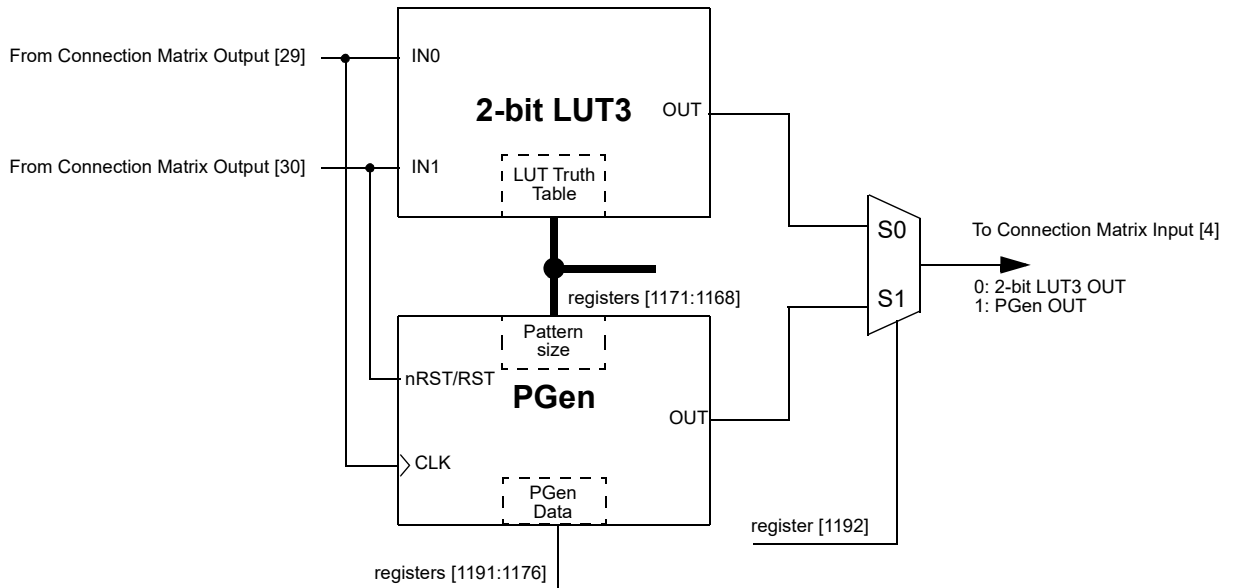 From Connection Matrix Output [29]
IN0
2-bit LUT3
OUT
From Connection Matrix Output [30]
IN1
LUT Truth
Table
S0
To Connection Matrix Input [4]
0: 2-bit LUT3 OUT
1: PGen OUT
S1
registers [1171:1168]
Pattern
size
nRST/RST
PGen
OUT
CLK
PGen
Data
register [1192]
registers [1191:1176]